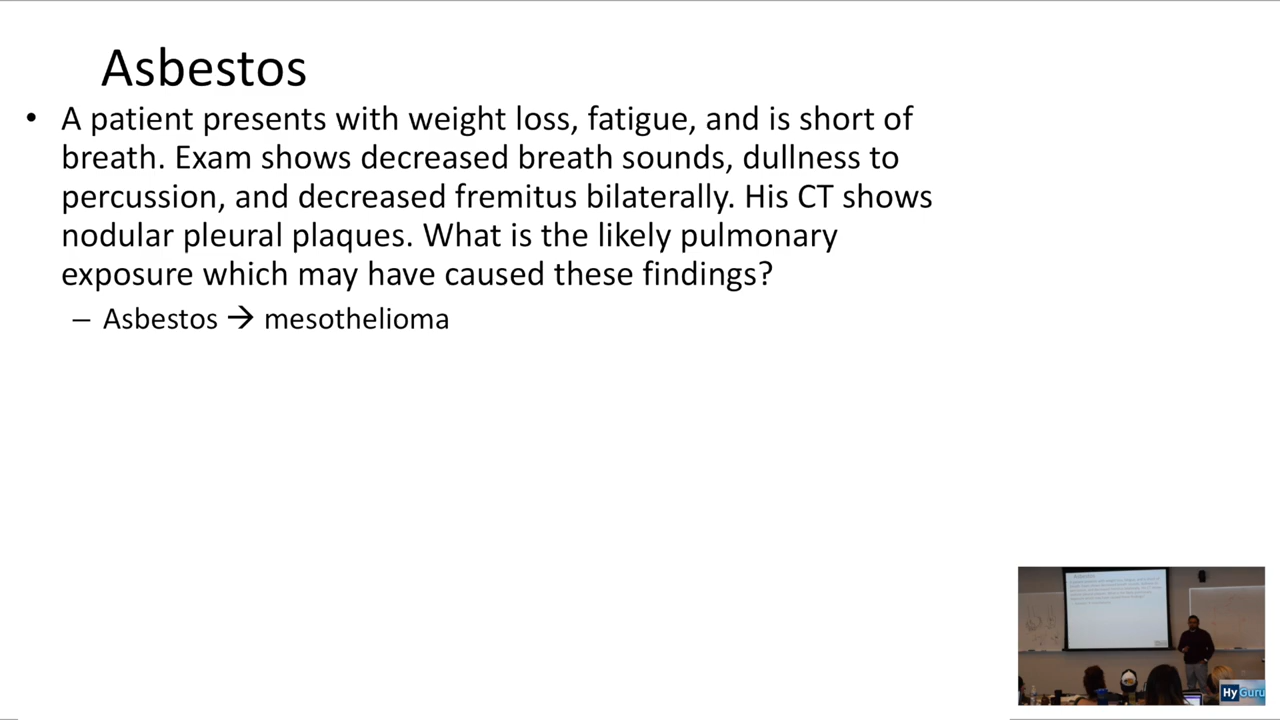 Asbestos
• A patient presents with weight loss, fatigue, and is short of
breath. Exam shows decreased breath sounds, dullness to
percussion, and decreased fremitus bilaterally. His CT shows
nodular pleural plaques. What is the likely pulmonary
exposure which may have caused these findings?
– Asbestos → mesothelioma
Asbestos
HyGuru